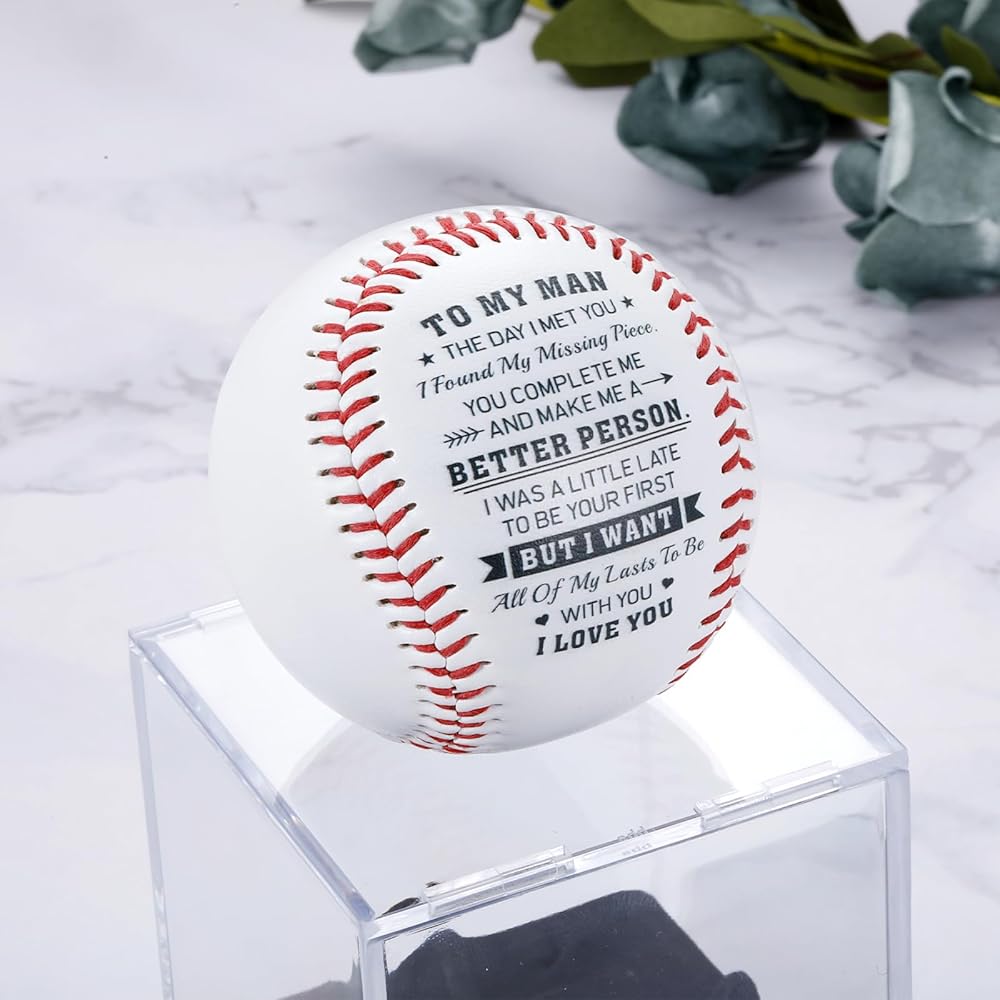 TO MY MAN
THE DAY I MET YOU
I Found My Missing Piece.
YOU COMPLETE ME
AND MAKE ME A
BETTER PERSON.
I WAS A LITTLE LATE
TO BE YOUR FIRST
BUT I WANT
All Of My Lasts To Be
WITH YOU
I LOVE YOU